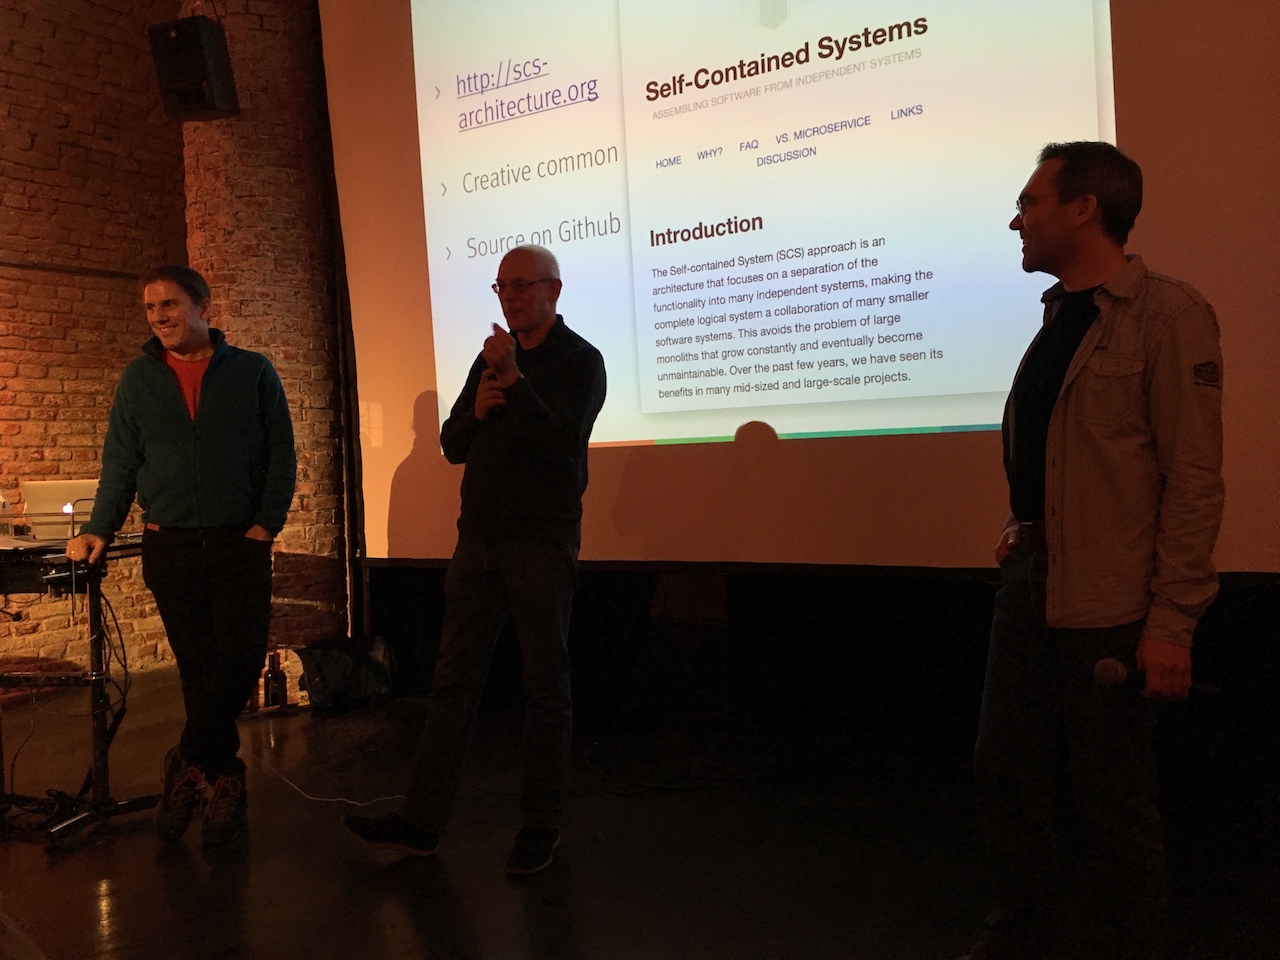 http://scs-
architecture.org
Creative common
Source on Github
Self-Contained Systems
ASSEMBLING SOFTWARE FROM INDEPENDENT SYSTEMS
HOME WHY? FAQ VS. MICROSERVICE LINKS
DISCUSSION
Introduction
The Self-contained System (SCS) approach is an
architecture that focuses on a separation of the
functionality into many independent systems, making the
complete logical system a collaboration of many smaller
software systems. This avoids the problem of large
monoliths that grow constantly and eventually become
unmaintainable. Over the past few years, we have seen its
benefits in many mid-sized and large-scale projects.